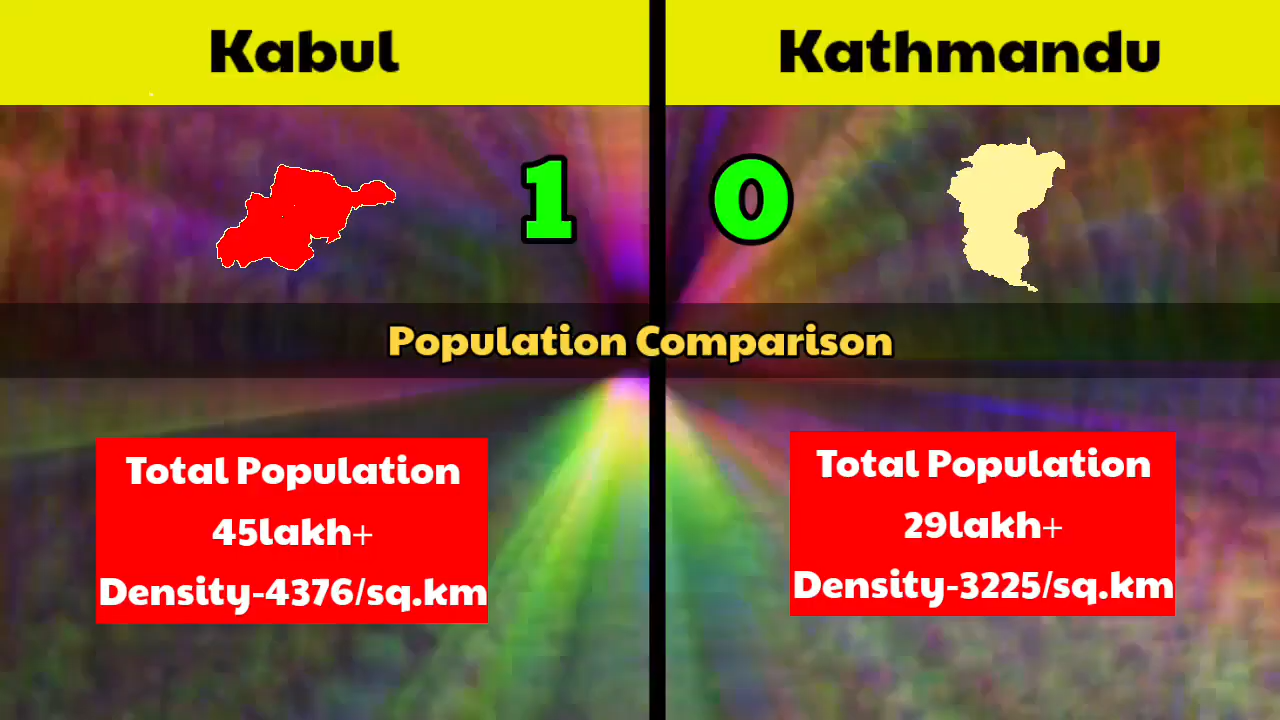 Kabul
Kathmandu
1
0
Population Comparison
Total Population
45lakh+
Density-4376/sq.km
Total Population
29lakh+
Density-3225/sq.km